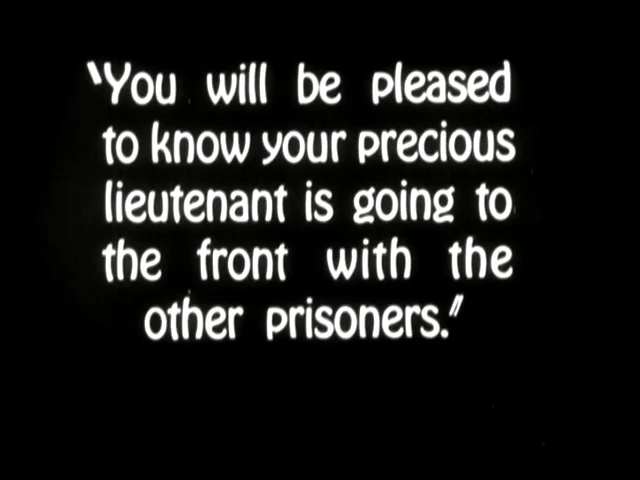 "You will be pleased
to know your precious
lieutenant is going to
the front with the
other prisoners."